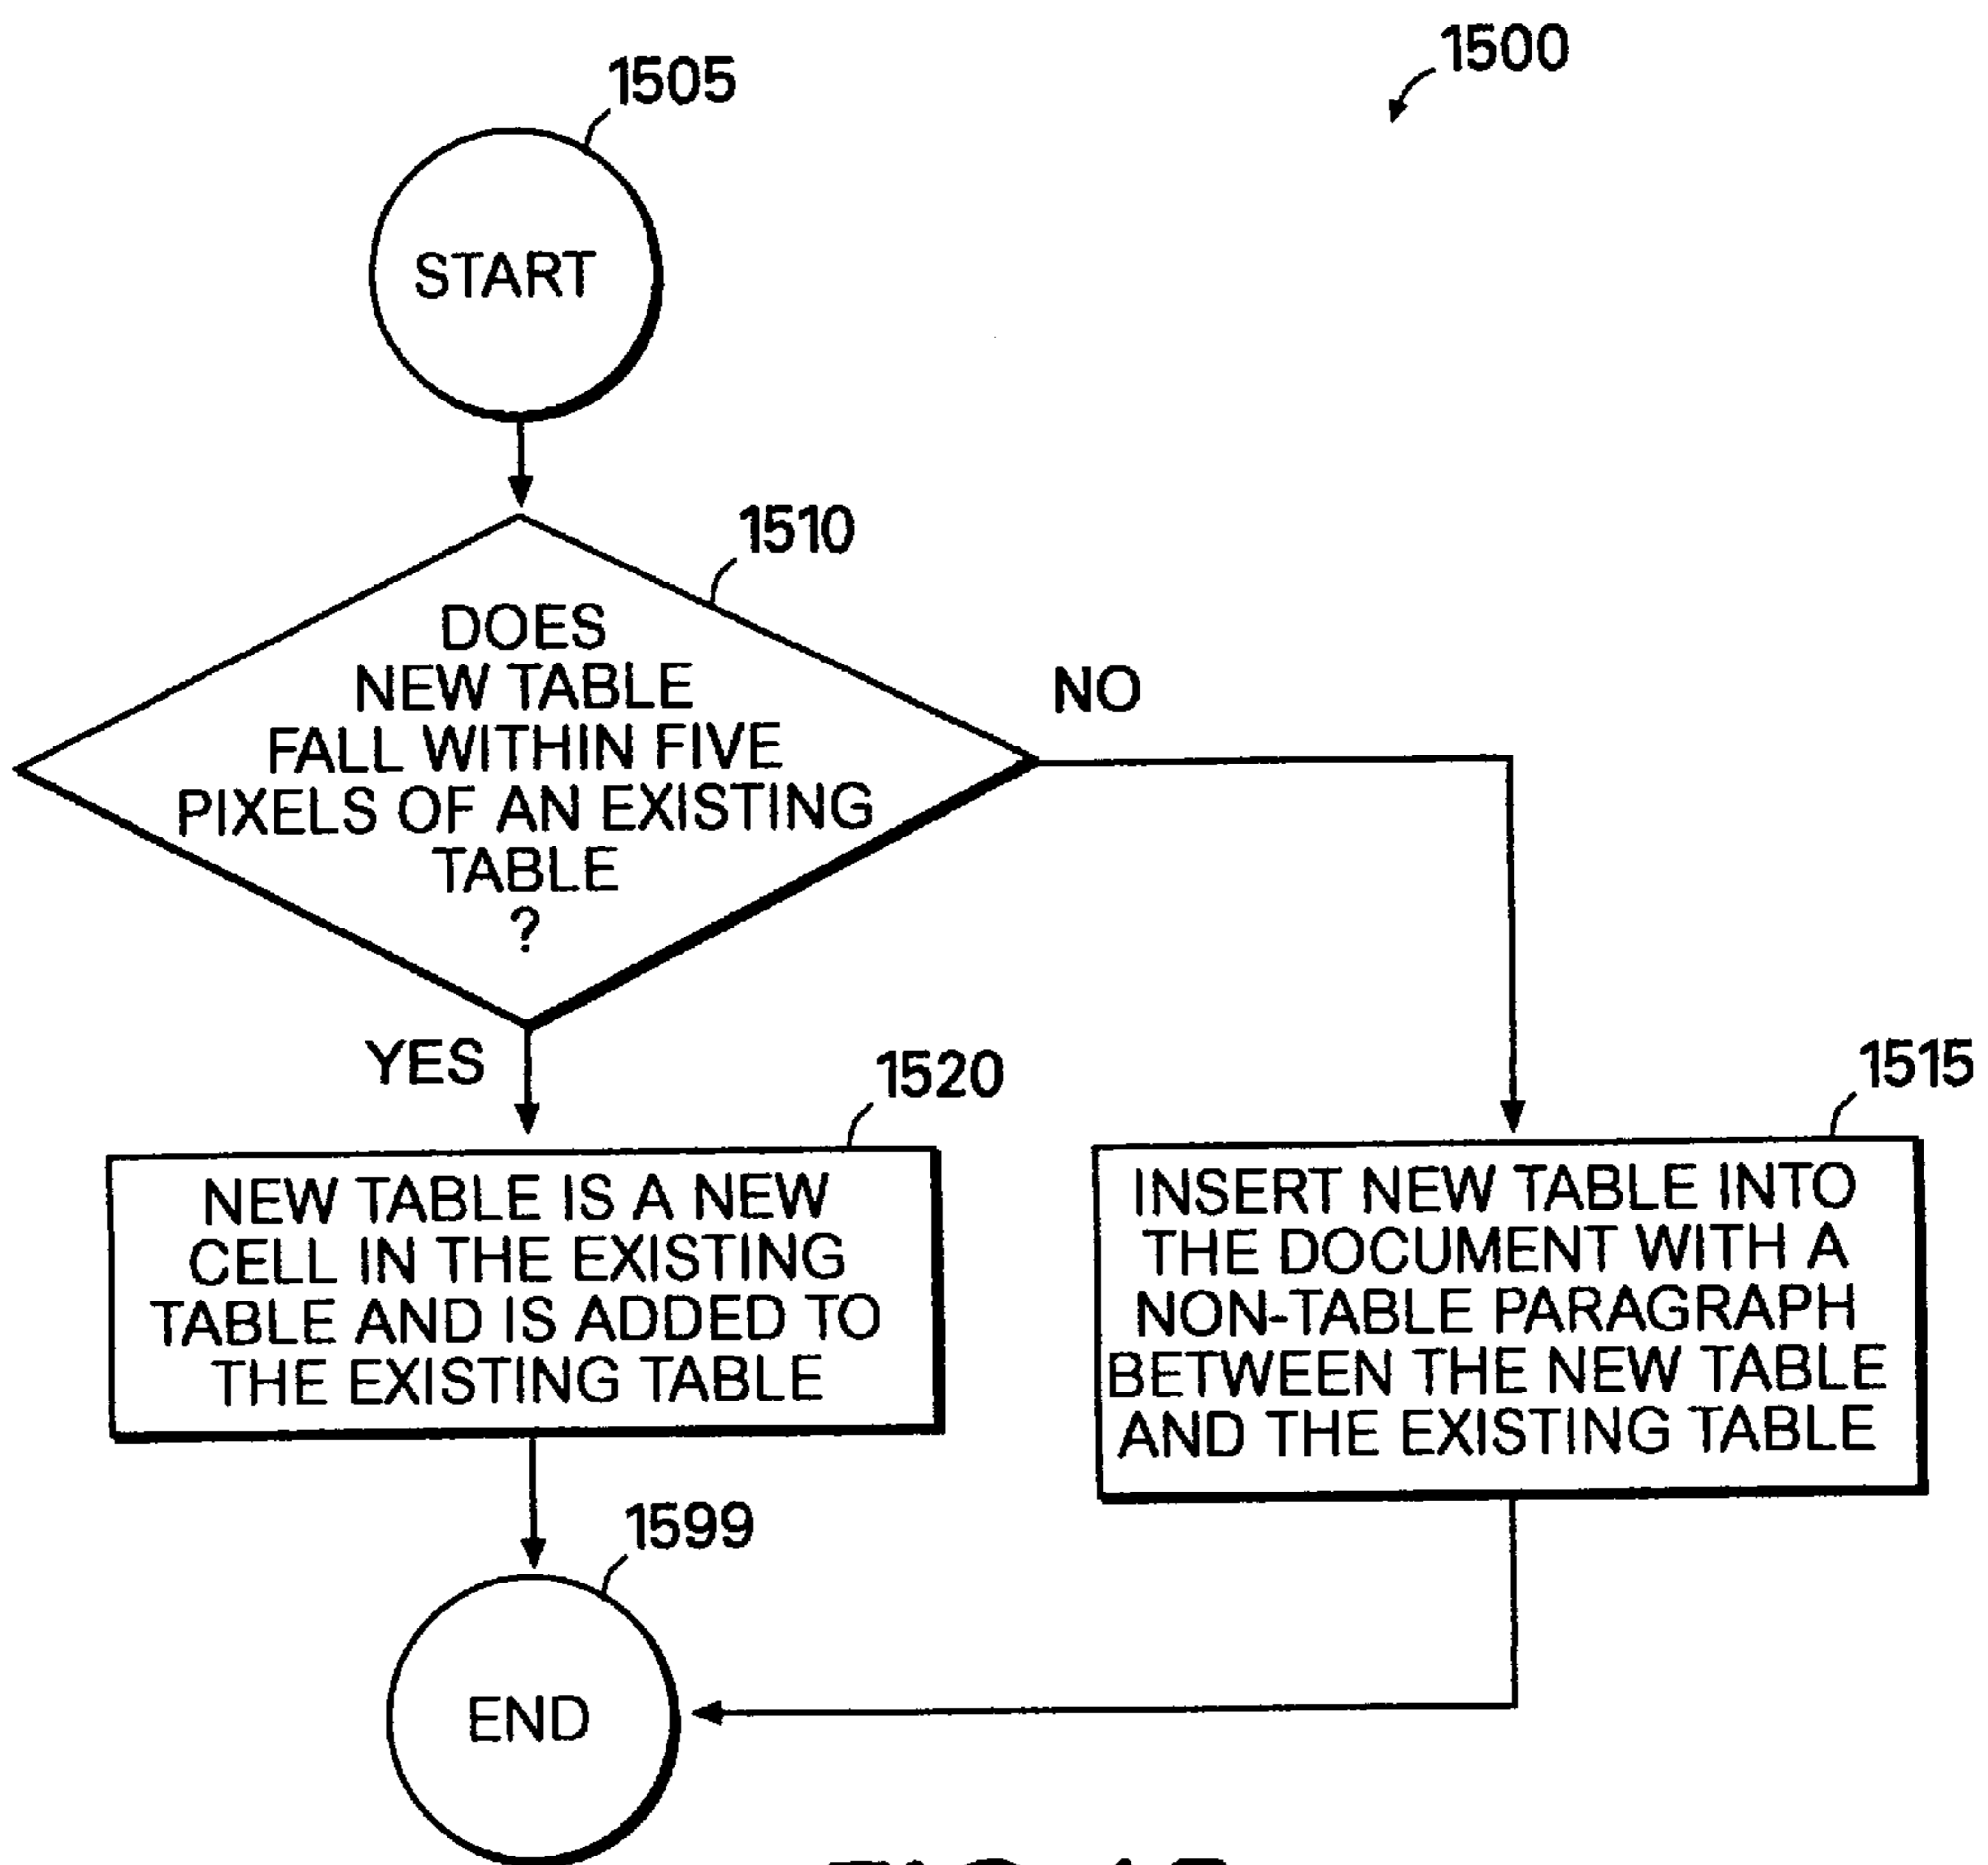 1500
1505
START
1510
DOES
NEW TABLE
FALL WITHIN FIVE
PIXELS OF AN EXISTING
TABLE
?
NO
YES
1520
NEW TABLE IS A NEW
CELL IN THE EXISTING
TABLE AND IS ADDED TO
THE EXISTING TABLE
1515
INSERT NEW TABLE INTO
THE DOCUMENT WITH A
NON-TABLE PARAGRAPH
BETWEEN THE NEW TABLE
AND THE EXISTING TABLE
1599
END